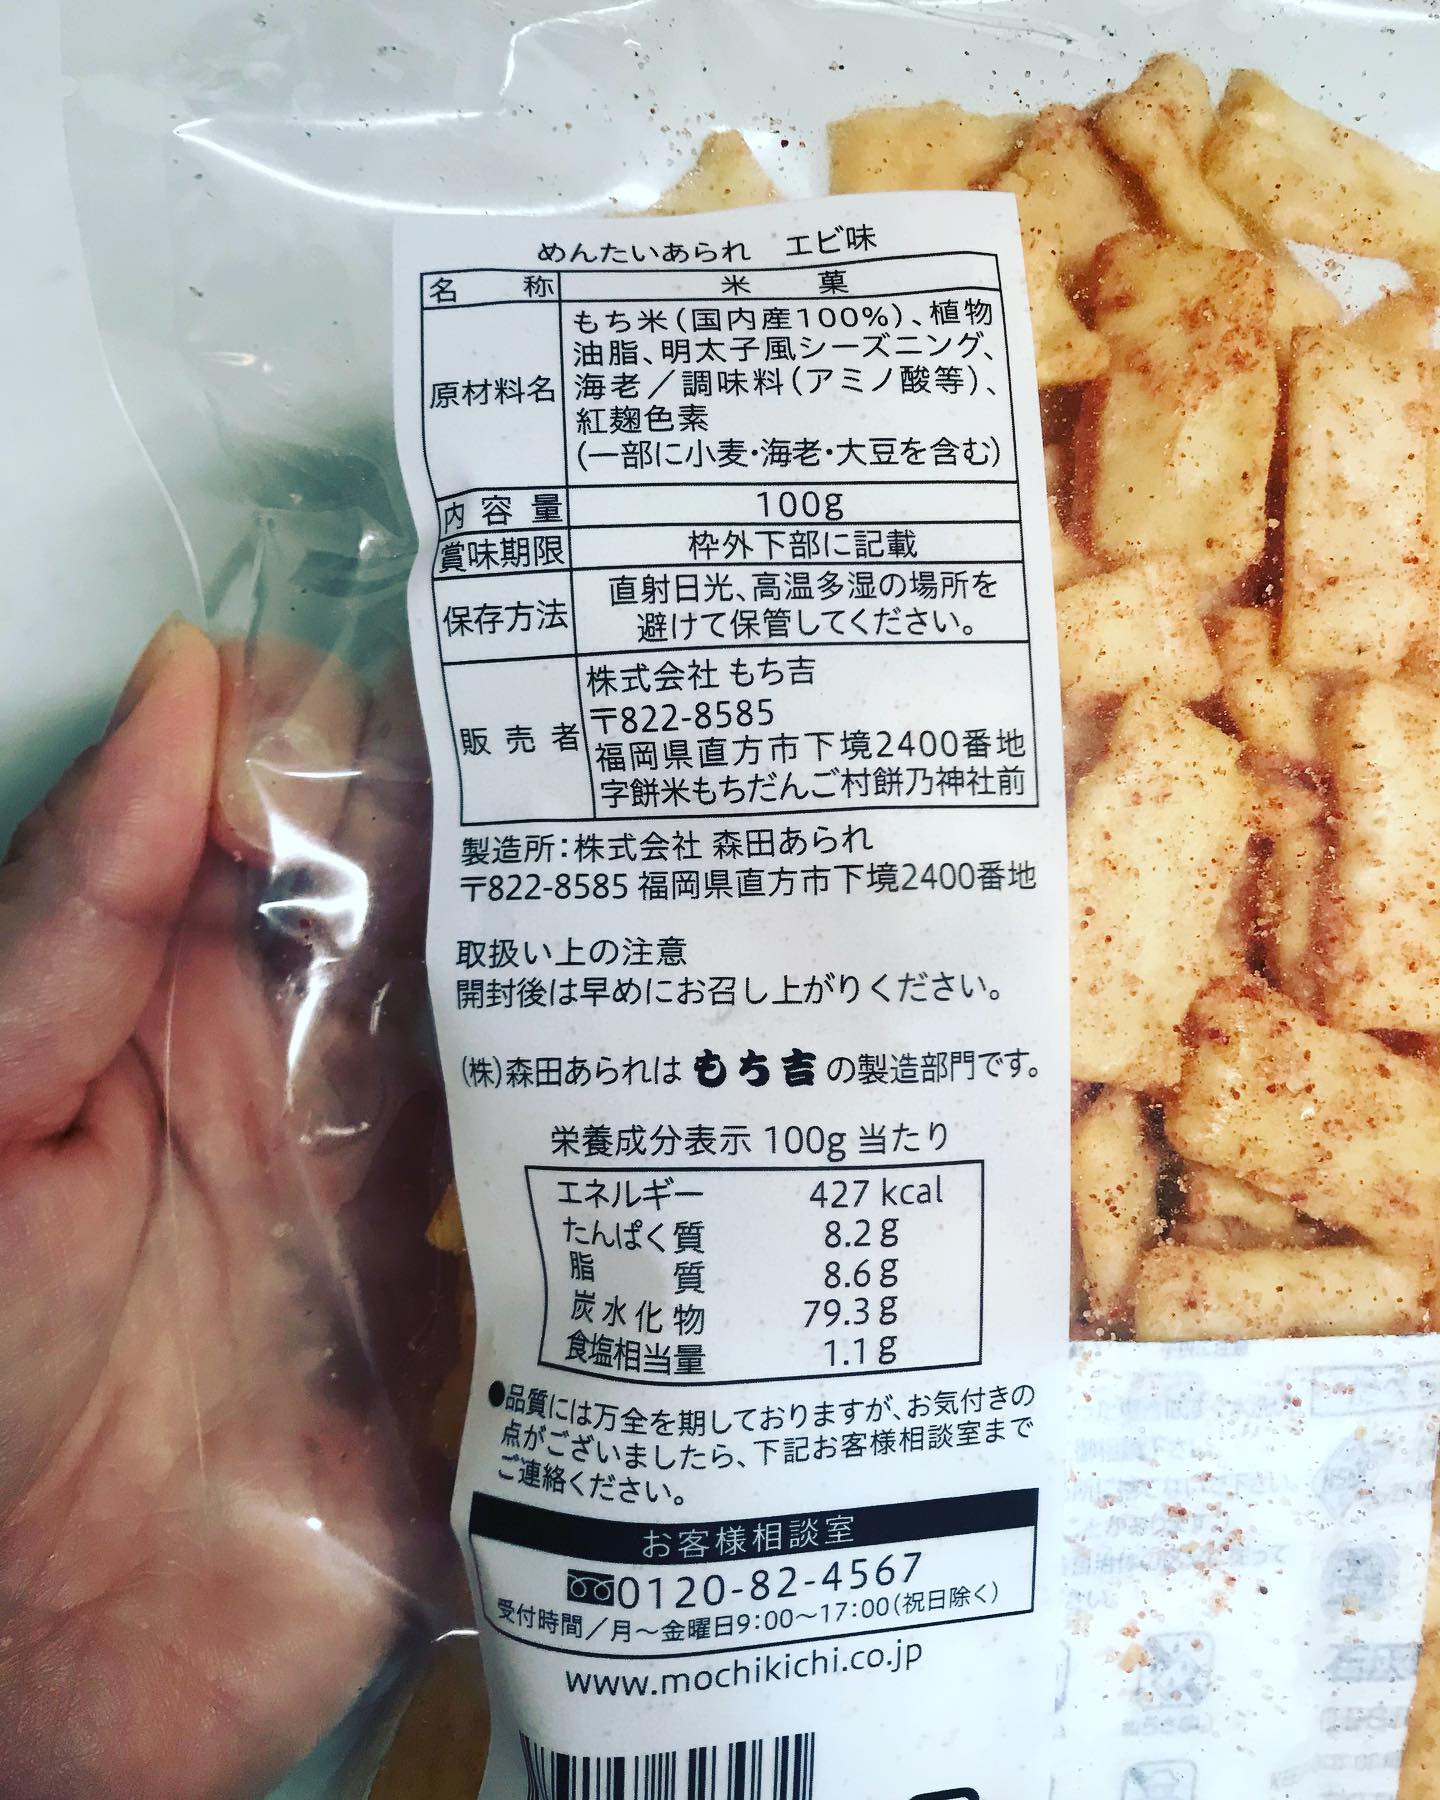 めんたいあられ　エビ味
名称 米菓
原材料名 もち米(国内産100%)、植物
油脂、明太子風シーズニング、
海老/調味料(アミノ酸等)、
紅麹色素
(一部に小麦・海老・大豆を含む)
内容量 100g
賞味期限 枠外下部に記載
保存方法 直射日光、高温多湿の場所を
避けて保管してください。
販売者 株式会社 もち吉
〒822-8585
福岡県直方市下境2400番地
字餅米もちだんご村餅乃神社前
製造所:株式会社 森田あられ
〒822-8585 福岡県直方市下境2400番地
取扱い上の注意
開封後は早めにお召し上がりください。
(株)森田あられは もち吉 の製造部門です。
栄養成分表示 100g 当たり
エネルギー 427 kcal
たんぱく質 8.2g
脂質 8.6g
炭水化物 79.3g
食塩相当量 1.1g
●品質には万全を期しておりますが、お気付きの
点がございましたら、下記お客様相談室まで
ご連絡ください。
お客様相談室
0120-82-4567
受付時間/月〜金曜日9:00〜17:00(祝日除く)
www.mochikichi.co.jp